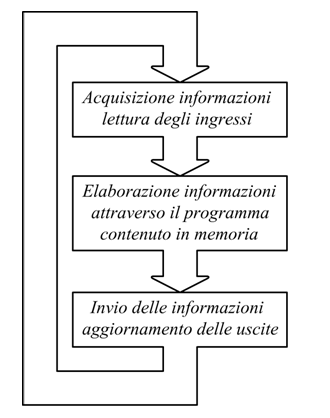 Acquisizione informazioni
lettura degli ingressi
Elaborazione informazioni
attraverso il programma
contenuto in memoria
Invio delle informazioni
aggiornamento delle uscite